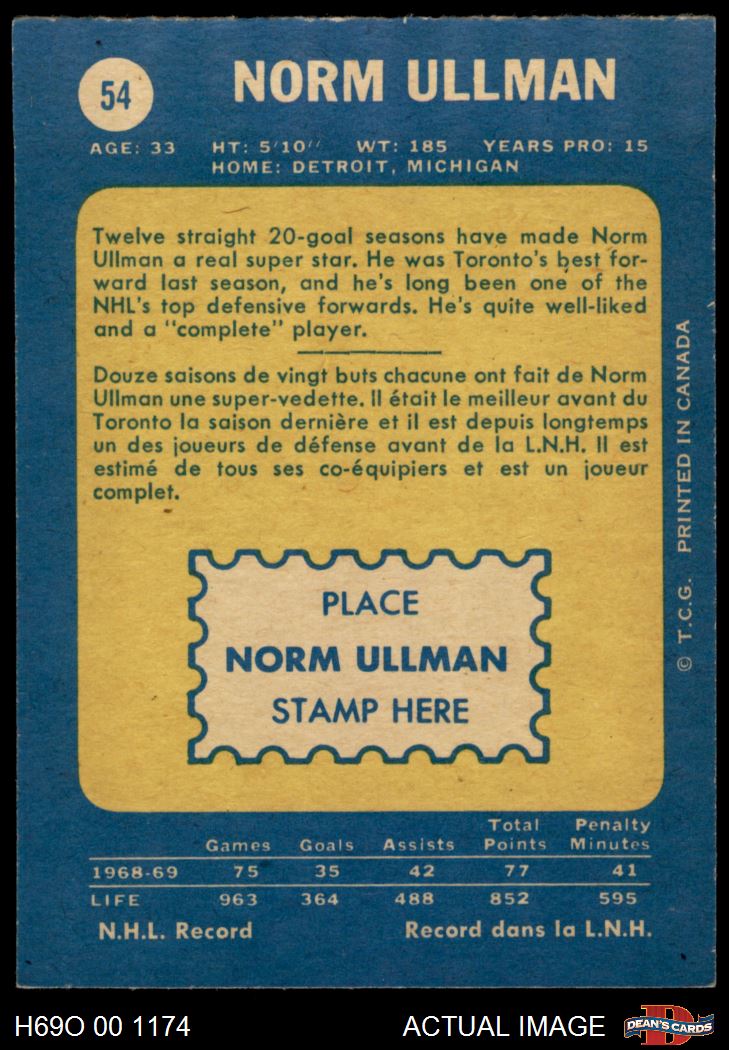 54
NORM ULLMAN
AGE: 33 HT: 5'10'' WT: 185 YEARS PRO: 15
HOME: DETROIT, MICHIGAN
Twelve straight 20-goal seasons have made Norm
Ullman a real super star. He was Toronto's best for-
ward last season, and he's long been one of the
NHL's top defensive forwards. He's quite well-liked
and a "complete" player.
Douze saisons de vingt buts chacune ont fait de Norm
Ullman une super-vedette. Il était le meilleur avant du
Toronto la saison dernière et il est depuis longtemps
un des joueurs de défense avant de la L.N.H. Il est
estimé de tous ses co-équipiers et est un joueur
complet.
PLACE
NORM ULLMAN
STAMP HERE
© T.C.G. PRINTED IN CANADA
Total Penalty
Games Goals Assists Points Minutes
1968-69 75 35 42 77 41
LIFE 963 364 488 852 595
N.H.L. Record Record dans la L.N.H.
H69O 00 1174 ACTUAL IMAGE DEAN'S CARDS